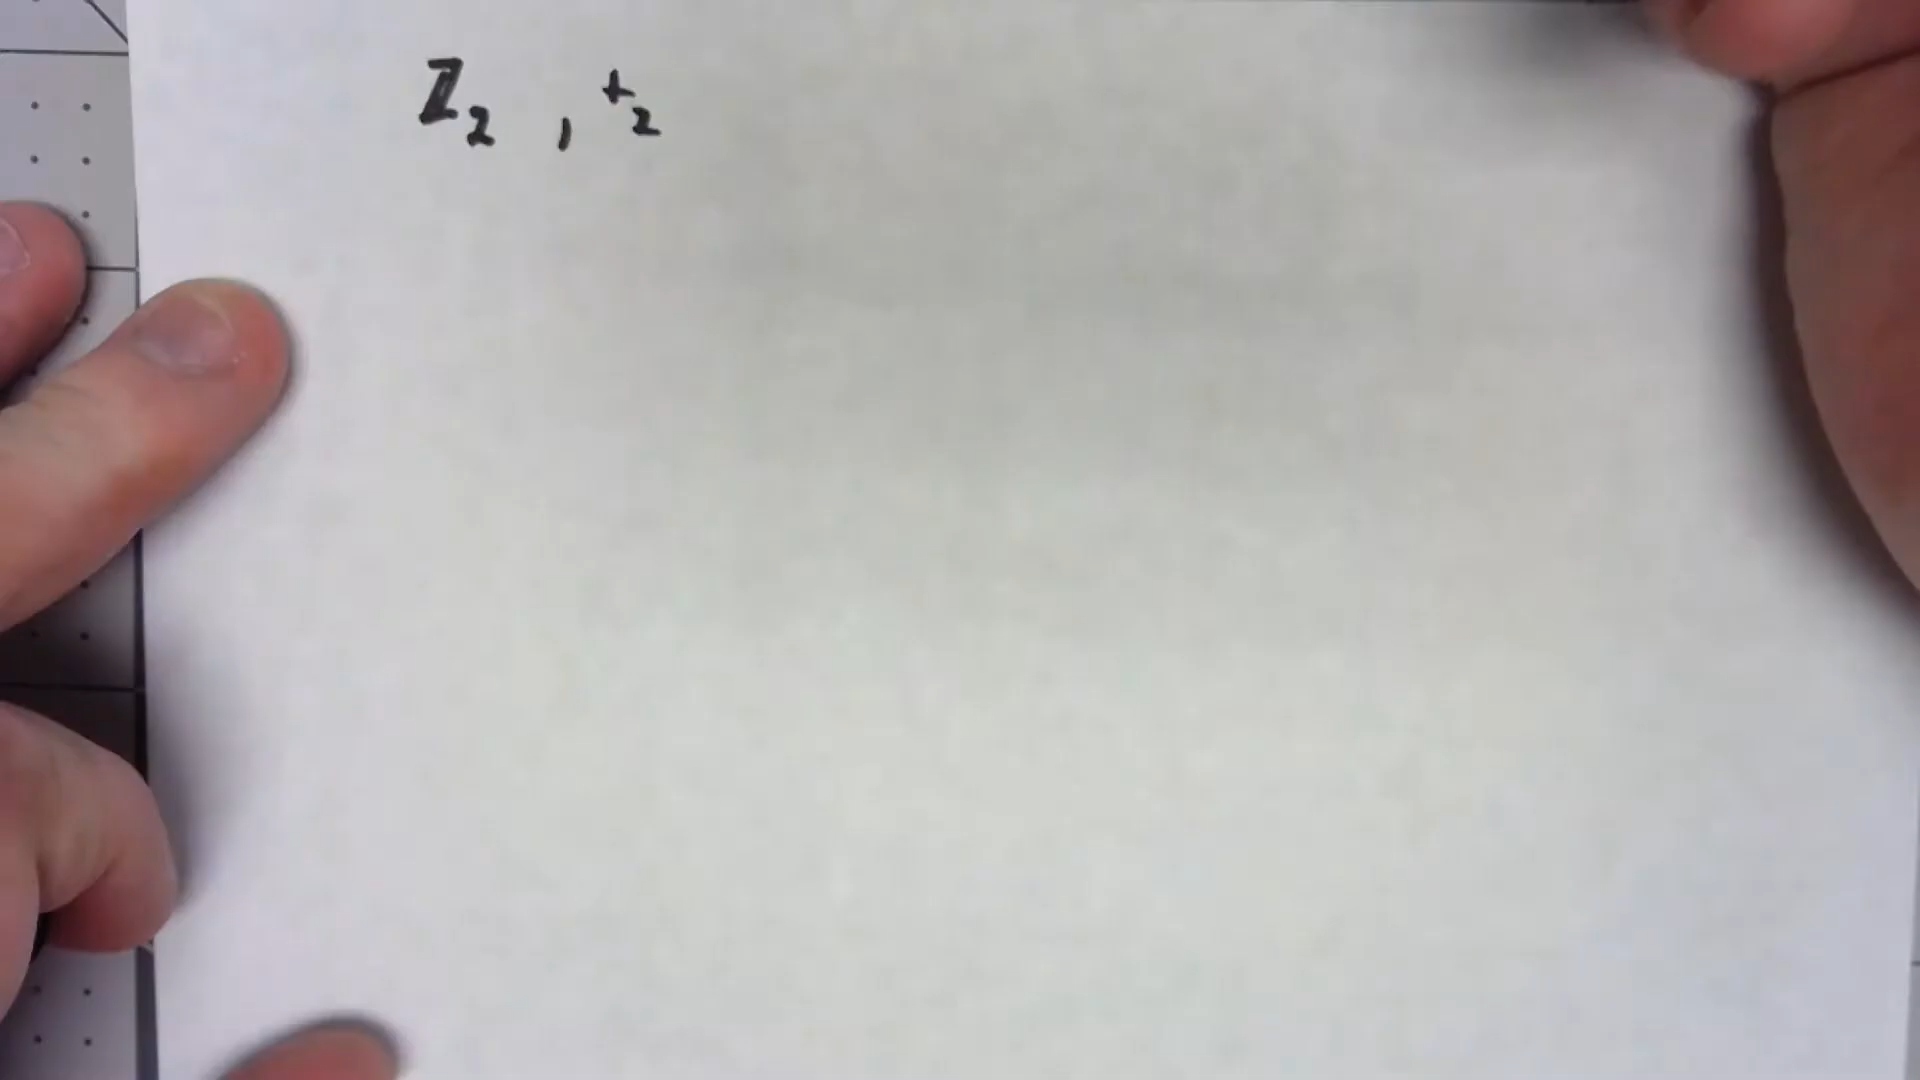 ℤ₂ , +₂